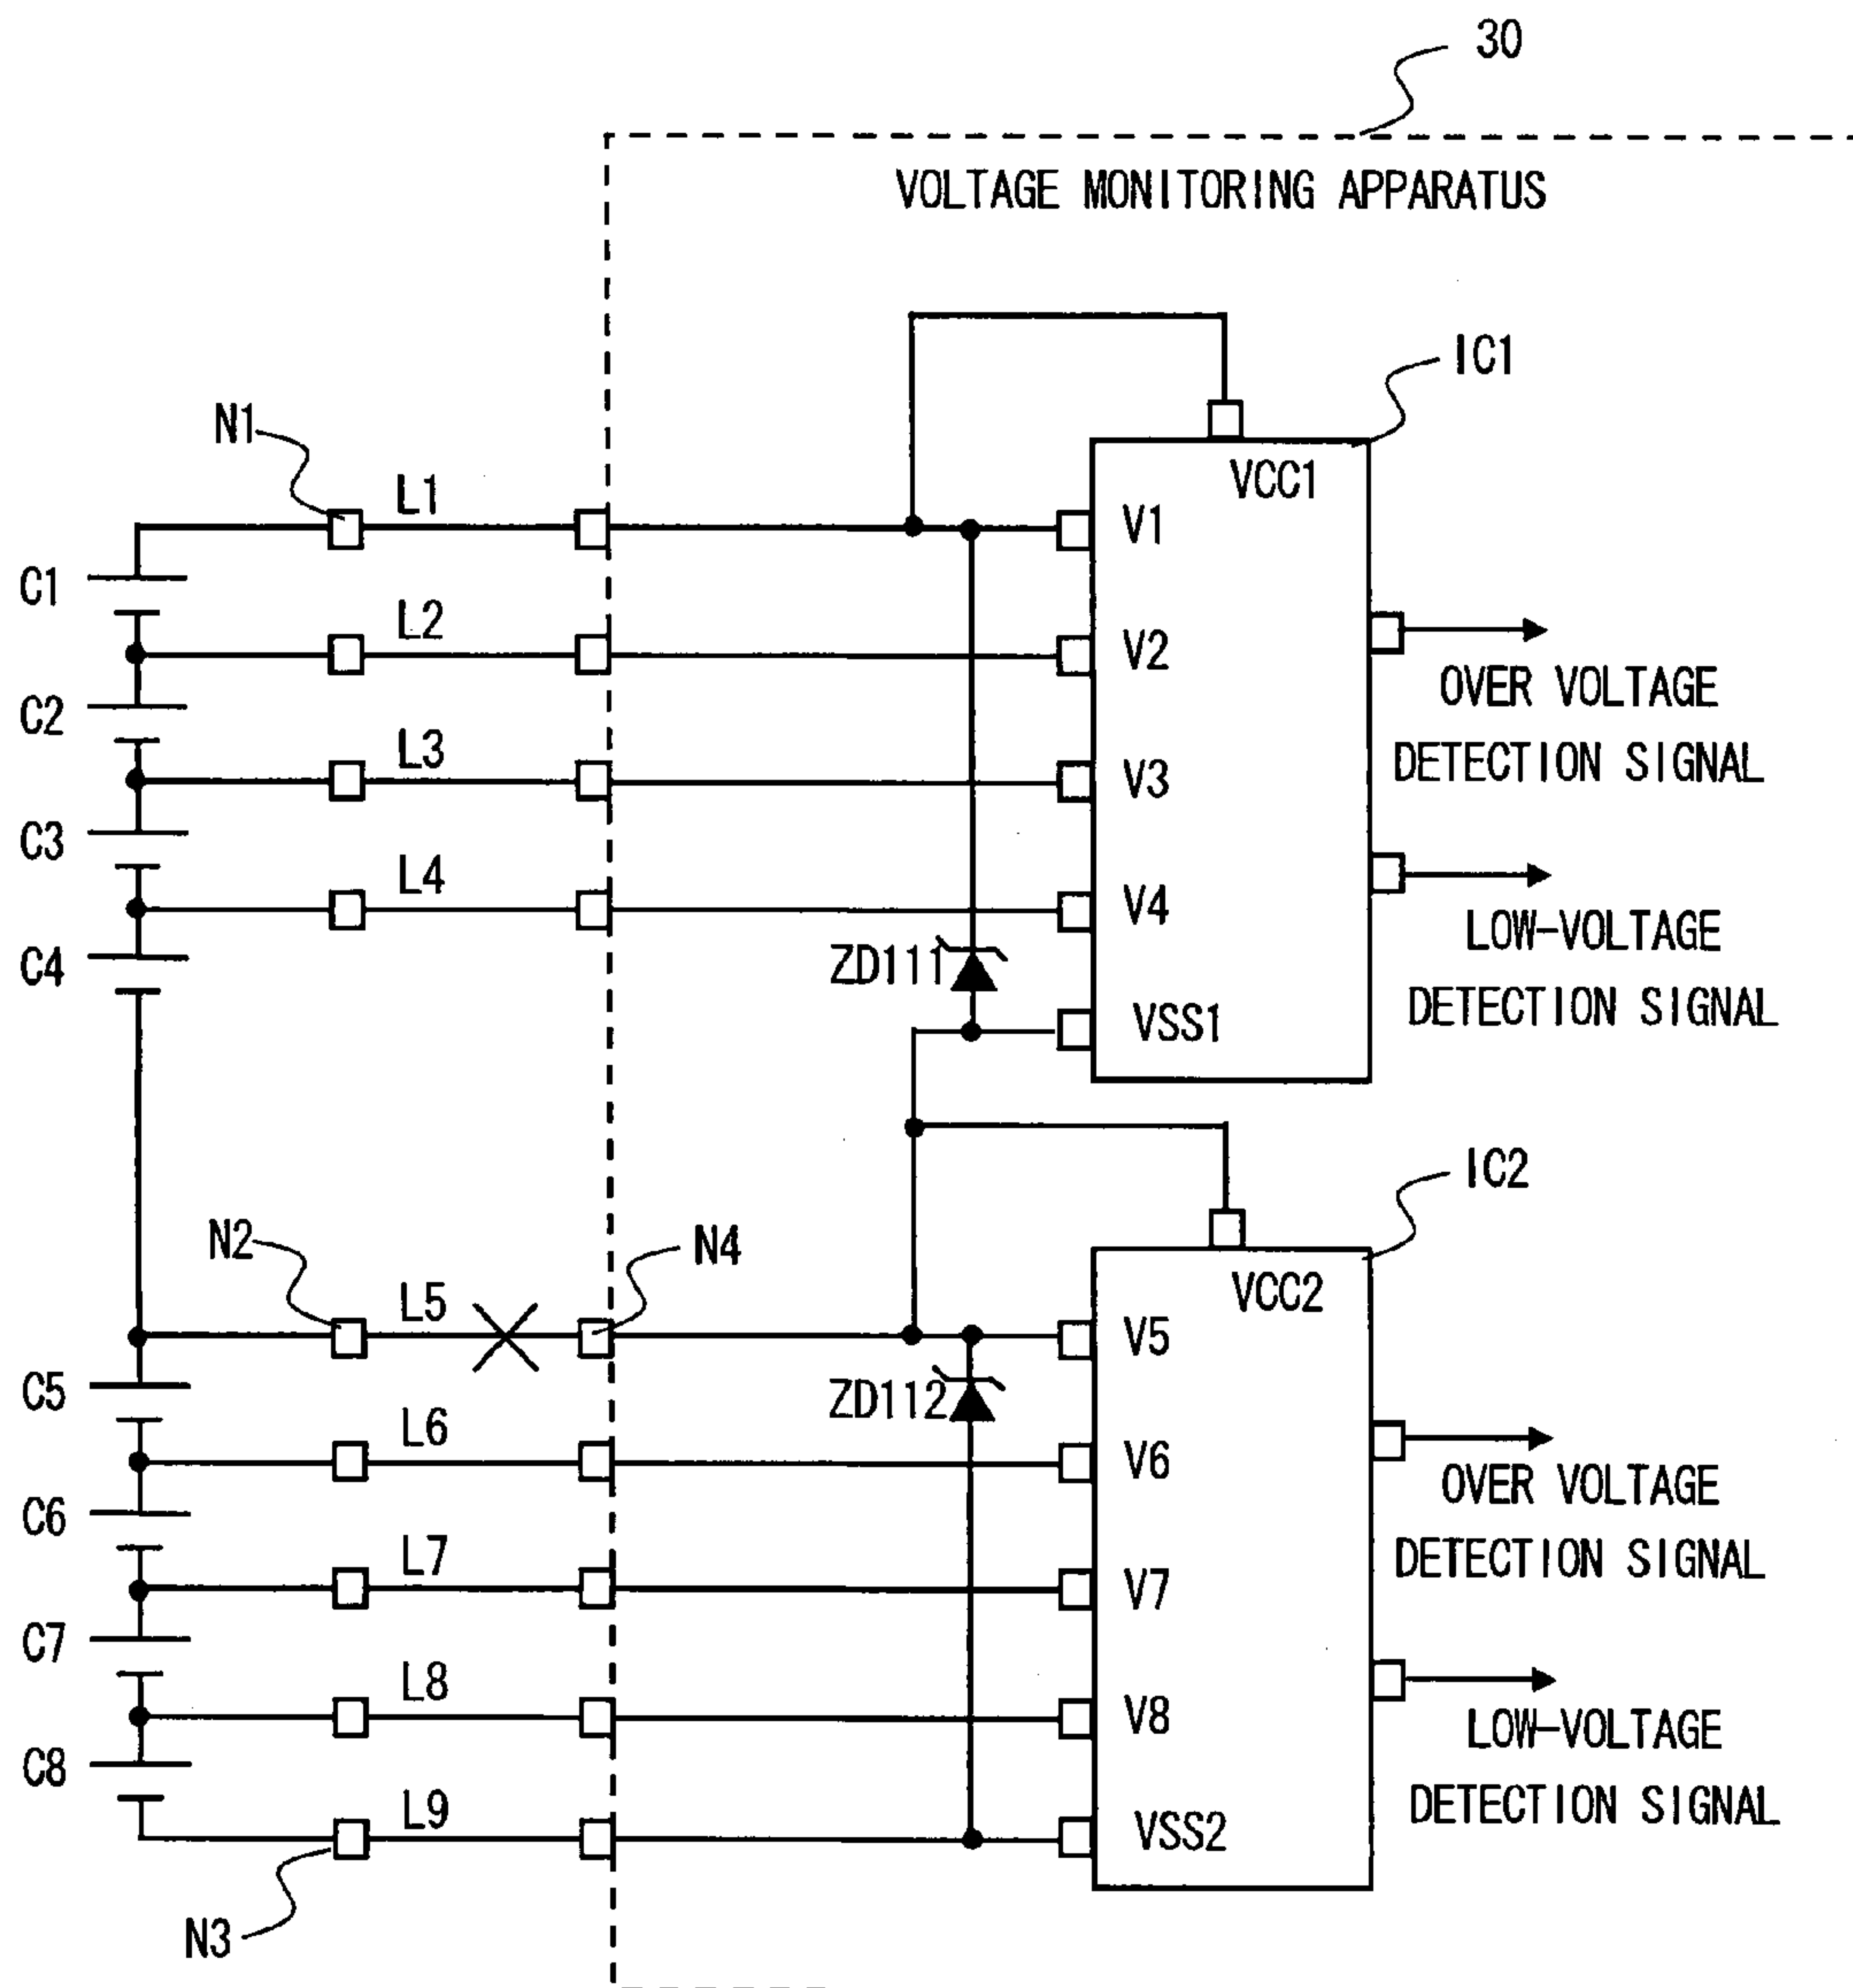 30
VOLTAGE MONITORING APPARATUS
IC1
N1
L1
VCC1
V1
C1
L2
V2
OVER VOLTAGE
DETECTION SIGNAL
C2
L3
V3
C3
L4
V4
LOW-VOLTAGE
DETECTION SIGNAL
C4
ZD111
VSS1
IC2
N2
N4
L5
VCC2
V5
C5
ZD112
L6
V6
OVER VOLTAGE
DETECTION SIGNAL
C6
L7
V7
C7
L8
V8
LOW-VOLTAGE
DETECTION SIGNAL
C8
L9
VSS2
N3